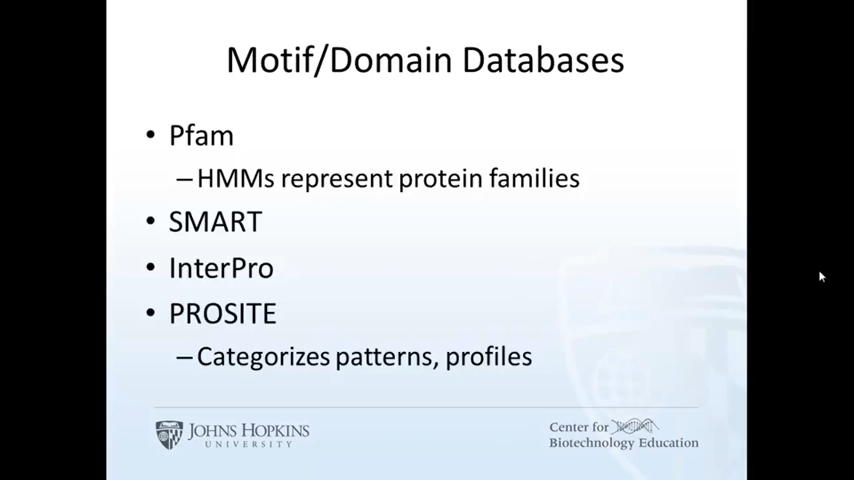 Motif/Domain Databases
• Pfam
– HMMs represent protein families
• SMART
• InterPro
• PROSITE
– Categorizes patterns, profiles
JOHNS HOPKINS
UNIVERSITY
Center for
Biotechnology Education